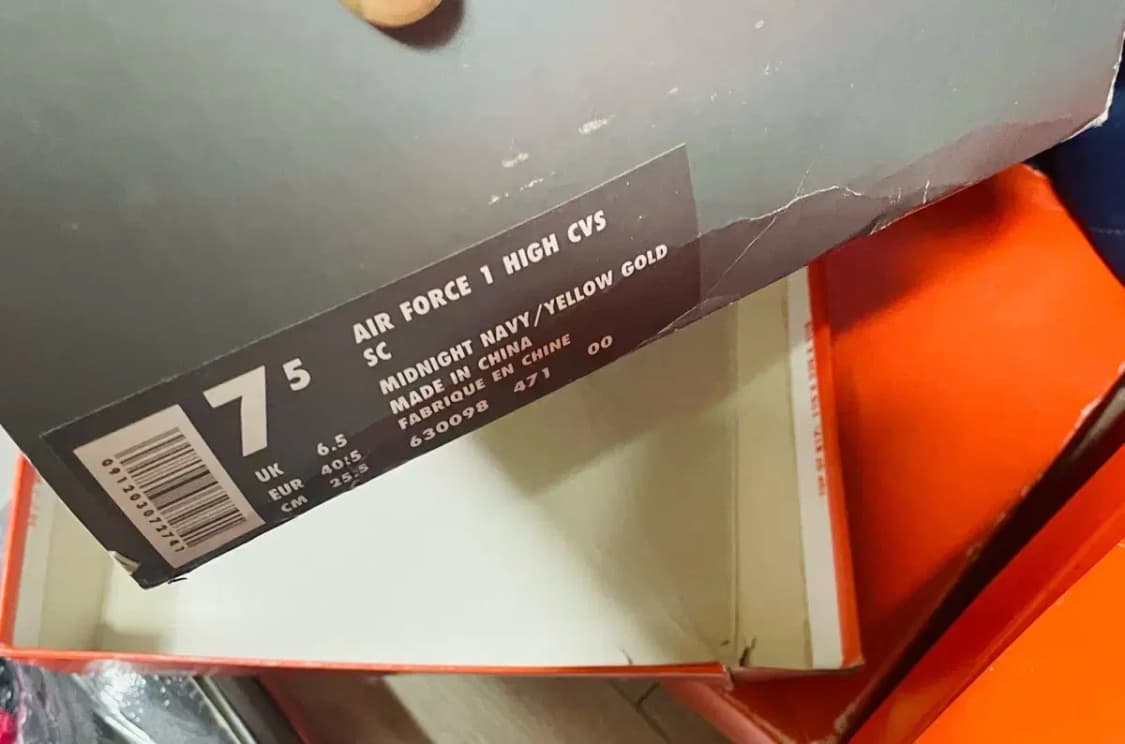 AIR FORCE 1 HIGH CVS
SC
MIDNIGHT NAVY/YELLOW GOLD
MADE IN CHINA
FABRIQUE EN CHINE
630098 471 00
7 5
UK 6.5
EUR 40.5
CM 25.5
091203072741